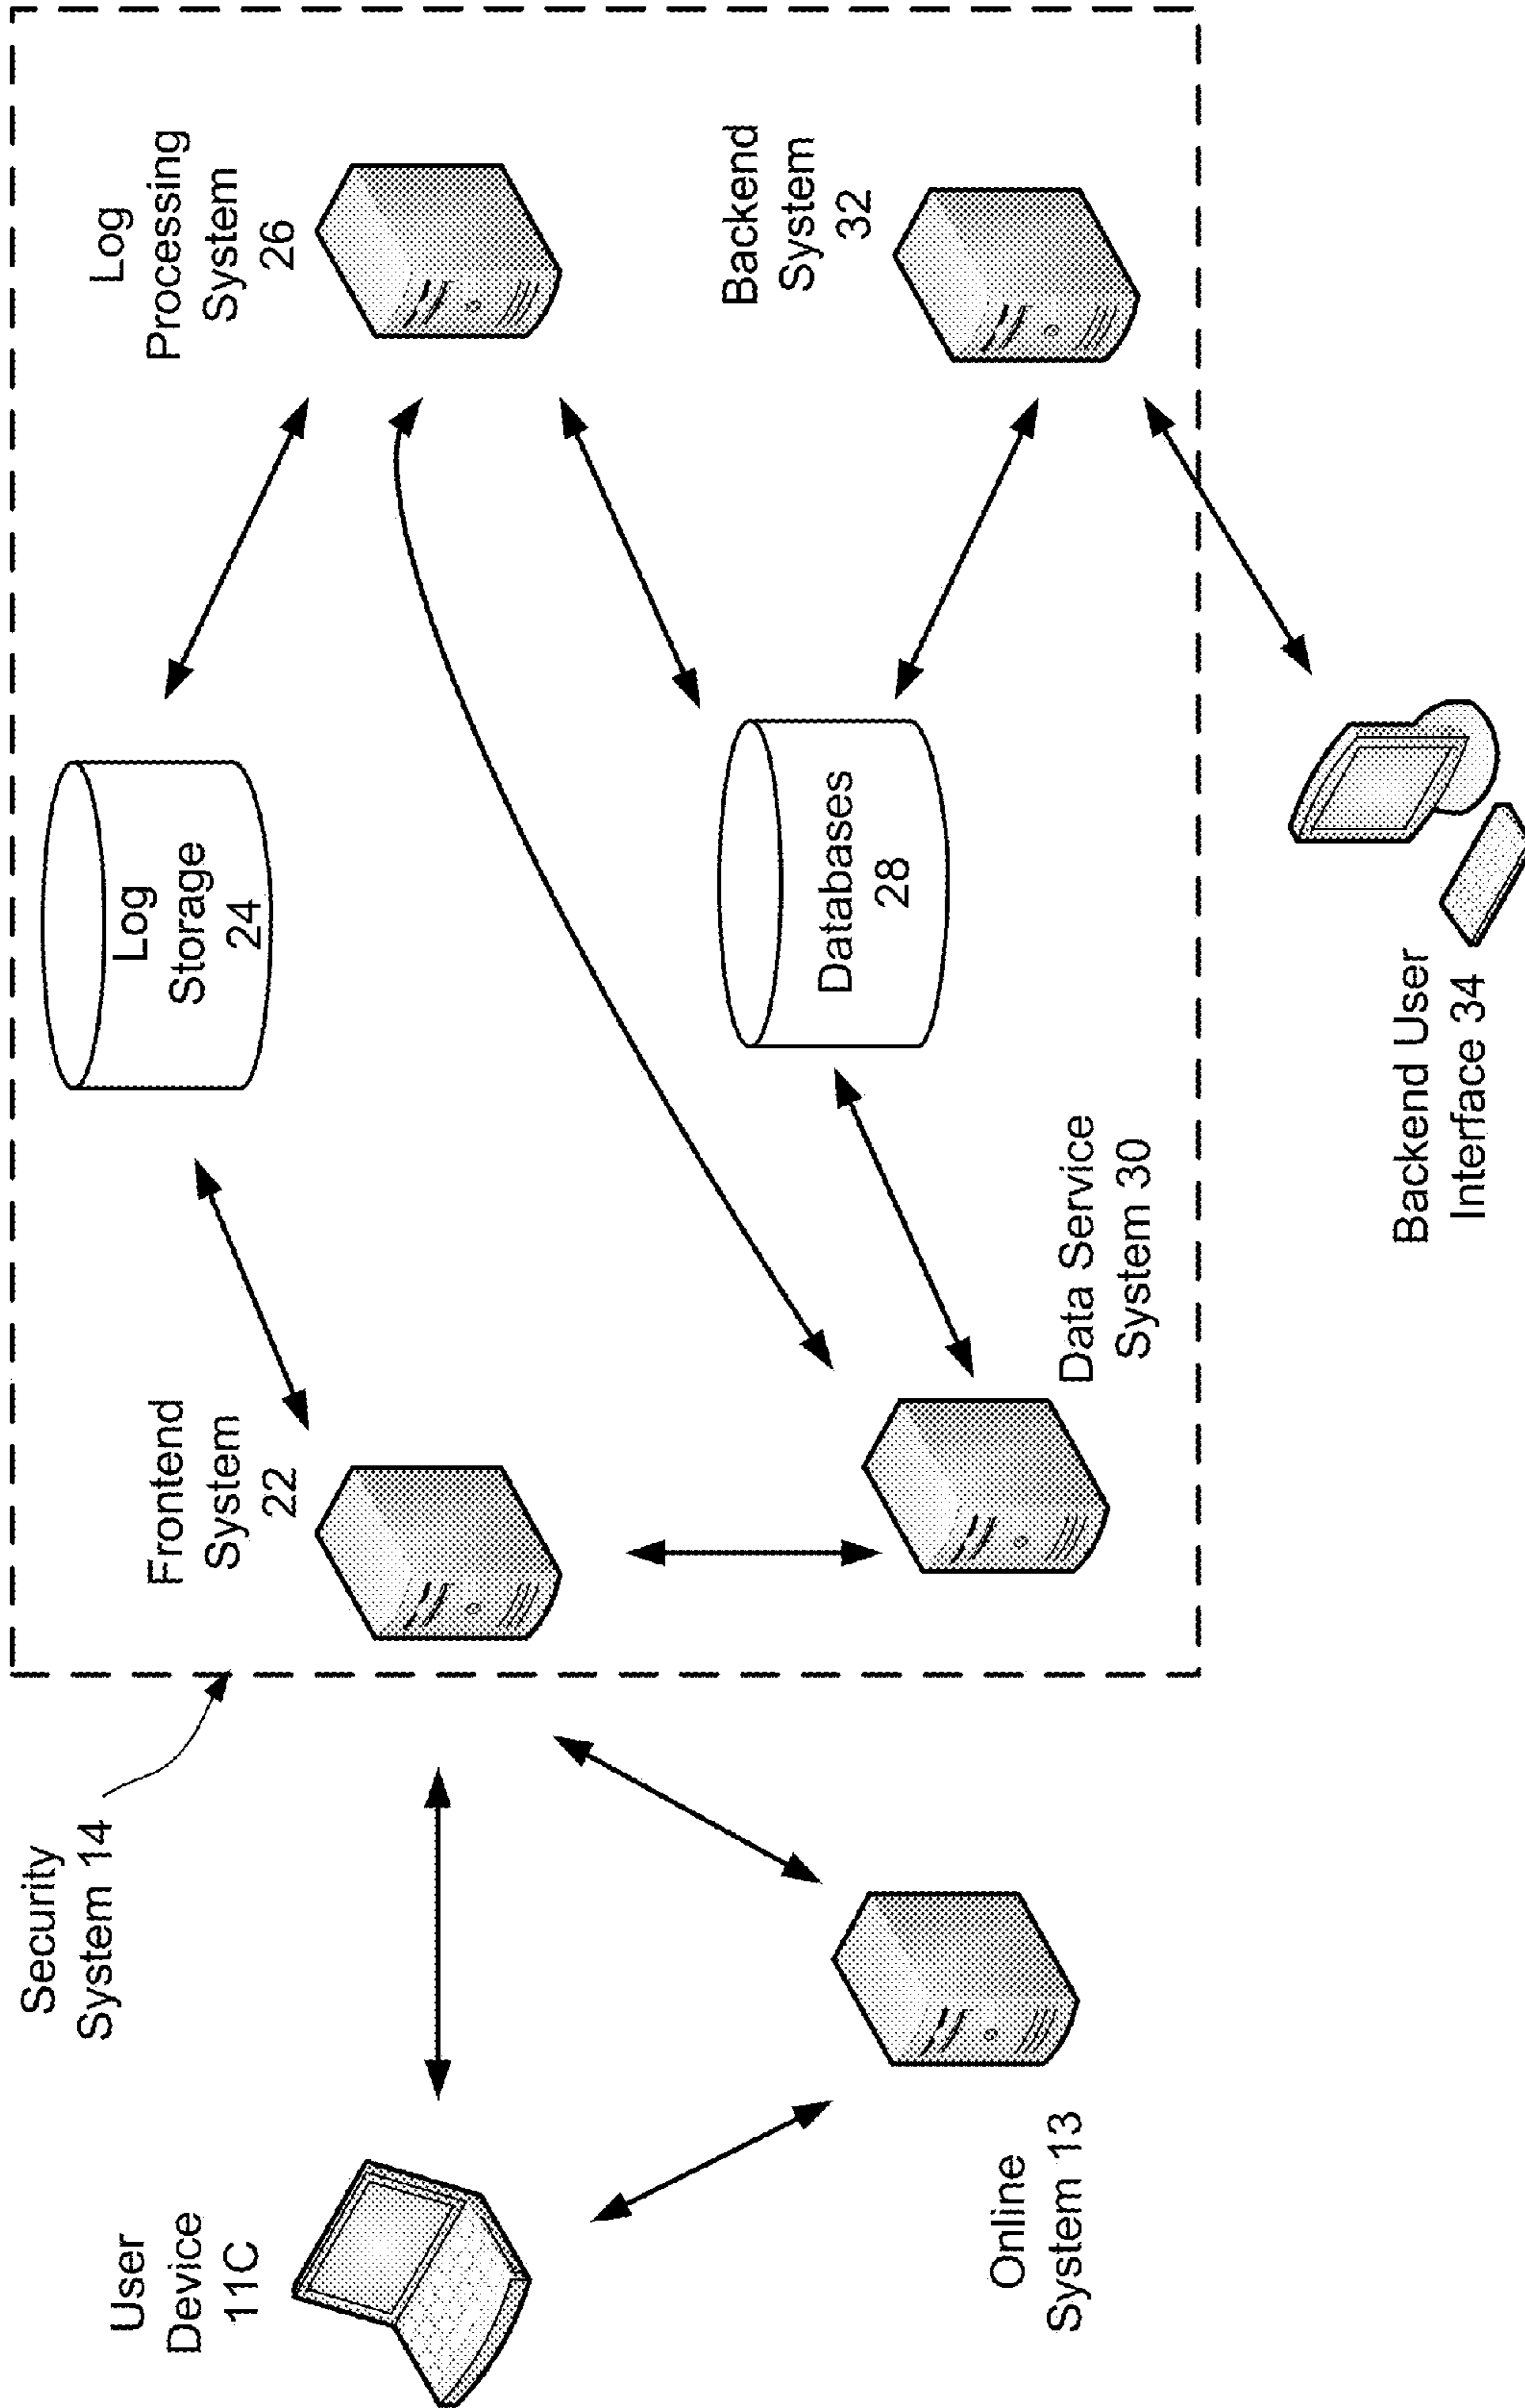 Security
System 14
User
Device
11C
Online
System 13
Frontend
System
22
Log
Storage
24
Log
Processing
System
26
Databases
28
Data Service
System 30
Backend
System
32
Backend User
Interface 34